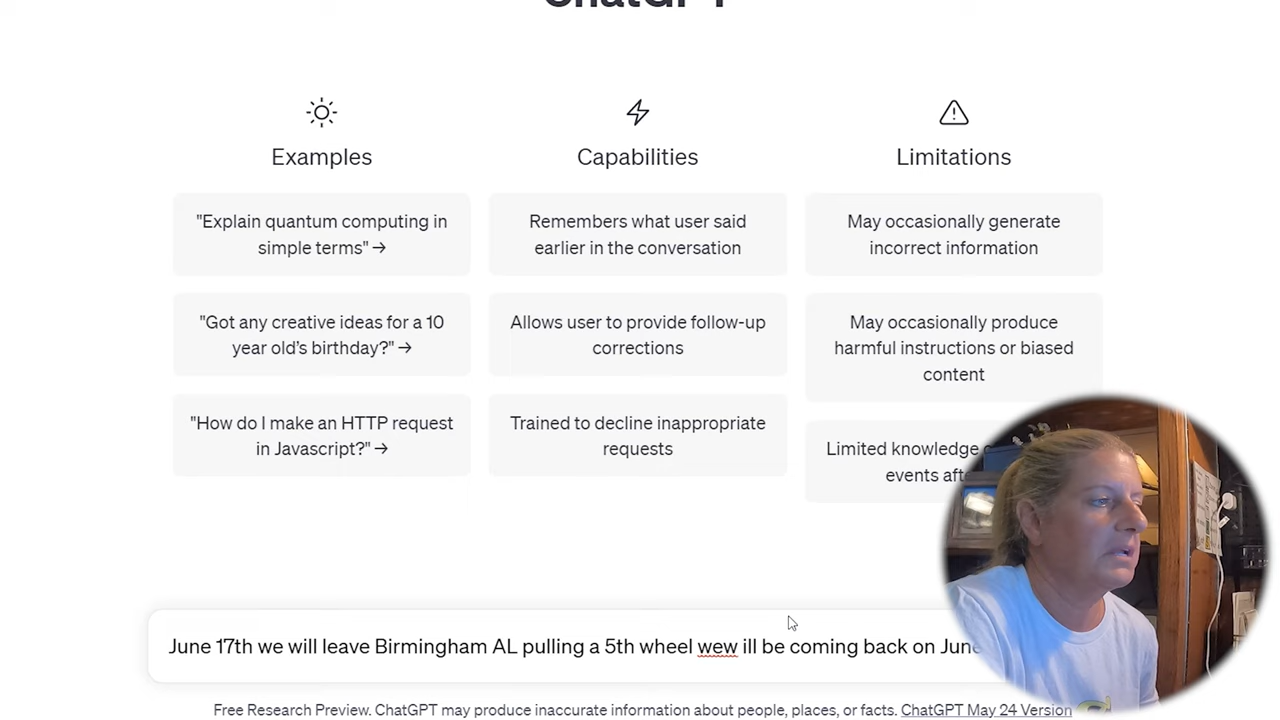 ChatGPT
Examples
Capabilities
Limitations
"Explain quantum computing in
simple terms" →
Remembers what user said
earlier in the conversation
May occasionally generate
incorrect information
"Got any creative ideas for a 10
year old's birthday?" →
Allows user to provide follow-up
corrections
May occasionally produce
harmful instructions or biased
content
"How do I make an HTTP request
in Javascript?" →
Trained to decline inappropriate
requests
Limited knowledge
events
June 17th we will leave Birmingham AL pulling a 5th wheel wew ill be coming back on June
Free Research Preview. ChatGPT may produce inaccurate information about people, places, or facts. ChatGPT May 24 Version